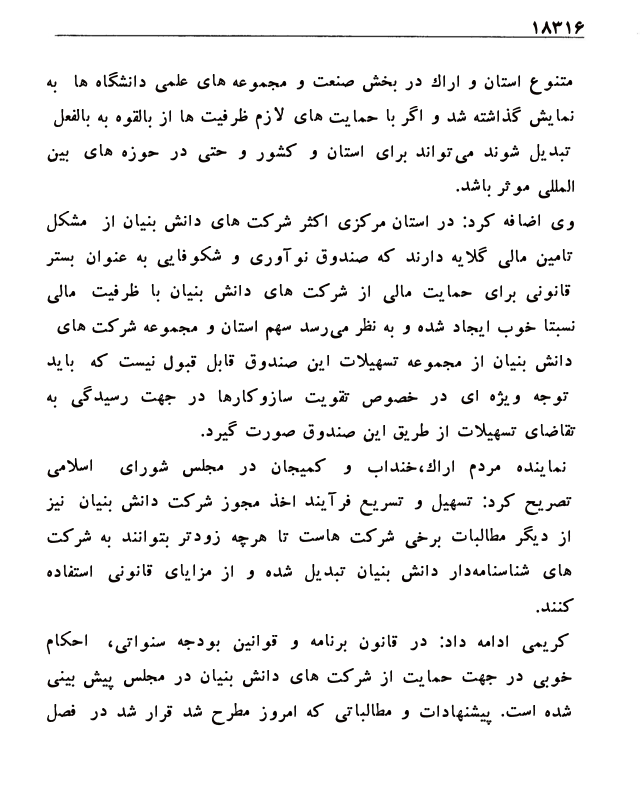 ۱۸۳۱۶
متنوع استان و اراك در بخش صنعت و مجموعه های علمی دانشگاه ها به
نمایش گذاشته شد و اگر با حمایت های لازم ظرفیت ها از بالقوه به بالفعل
تبدیل شوند می‌تواند برای استان و کشور و حتی در حوزه های بین
المللی موثر باشد.
وی اضافه کرد: در استان مرکزی اکثر شرکت های دانش بنیان از مشکل
تامین مالی گلایه دارند که صندوق نوآوری و شکوفایی به عنوان بستر
قانونی برای حمایت مالی از شرکت های دانش بنیان با ظرفیت مالی
نسبتا خوب ایجاد شده و به نظر می‌رسد سهم استان و مجموعه شرکت های
دانش بنیان از مجموعه تسهیلات این صندوق قابل قبول نیست که باید
توجه ویژه ای در خصوص تقویت سازوکارها در جهت رسیدگی به
تقاضای تسهیلات از طریق این صندوق صورت گیرد.
نماینده مردم اراك،خنداب و کمیجان در مجلس شورای اسلامی
تصریح کرد: تسهیل و تسریع فرآیند اخذ مجوز شرکت دانش بنیان نیز
از دیگر مطالبات برخی شرکت هاست تا هرچه زودتر بتوانند به شرکت
های شناسنامه‌دار دانش بنیان تبدیل شده و از مزایای قانونی استفاده
کنند.
کریمی ادامه داد: در قانون برنامه و قوانین بودجه سنواتی، احکام
خوبی در جهت حمایت از شرکت های دانش بنیان در مجلس پیش بینی
شده است. پیشنهادات و مطالباتی که امروز مطرح شد قرار شد در فصل